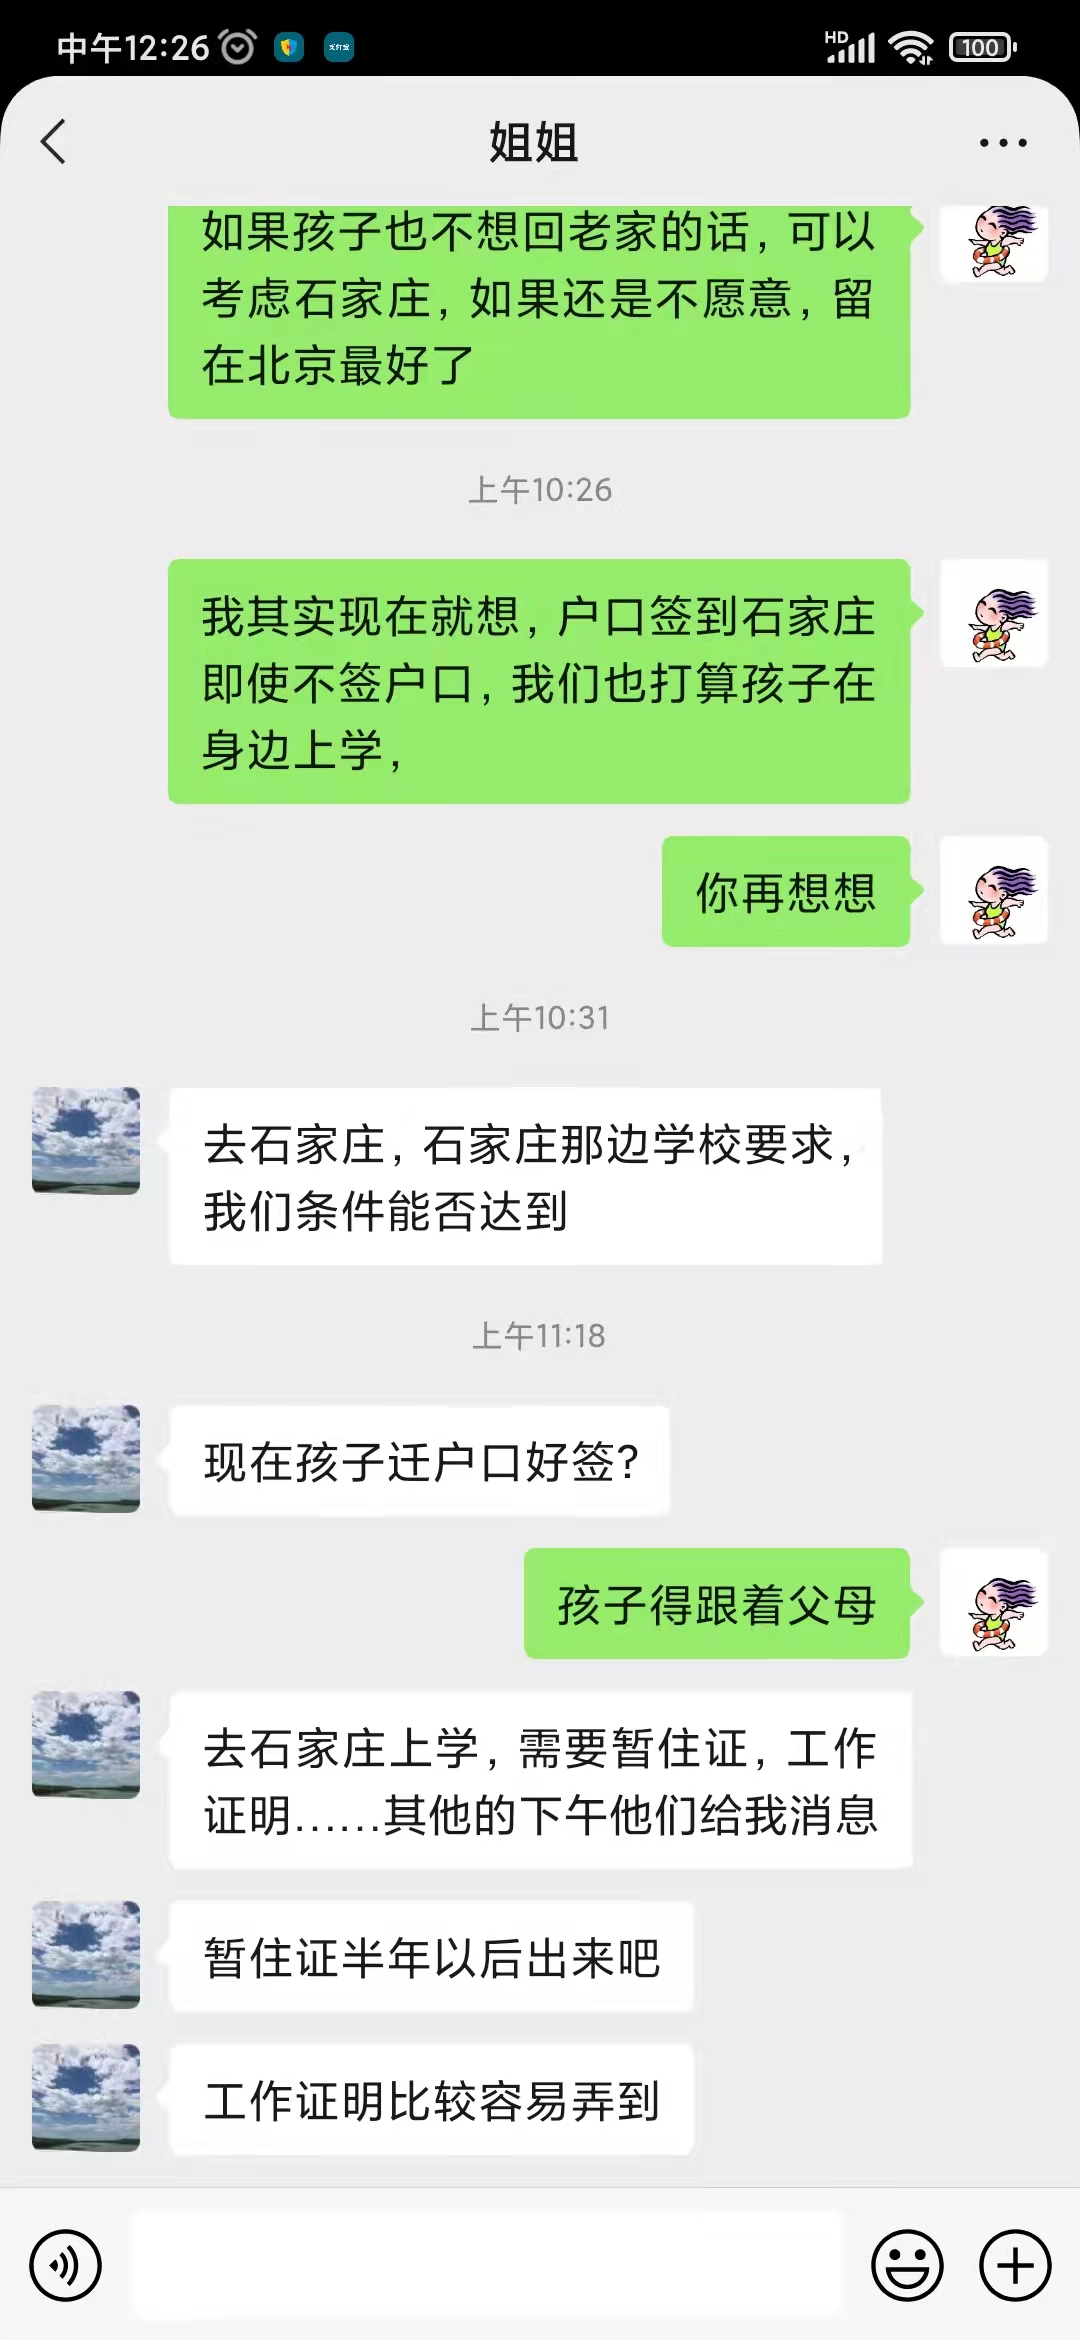 中午12:26
HD
100
姐姐
如果孩子也不想回老家的话，可以
考虑石家庄，如果还是不愿意，留
在北京最好了
上午10:26
我其实现在就想，户口签到石家庄
即使不签户口，我们也打算孩子在
身边上学，
你再想想
上午10:31
去石家庄，石家庄那边学校要求，
我们条件能否达到
上午11:18
现在孩子迁户口好签？
孩子得跟着父母
去石家庄上学，需要暂住证，工作
证明……其他的下午他们给我消息
暂住证半年以后出来吧
工作证明比较容易弄到